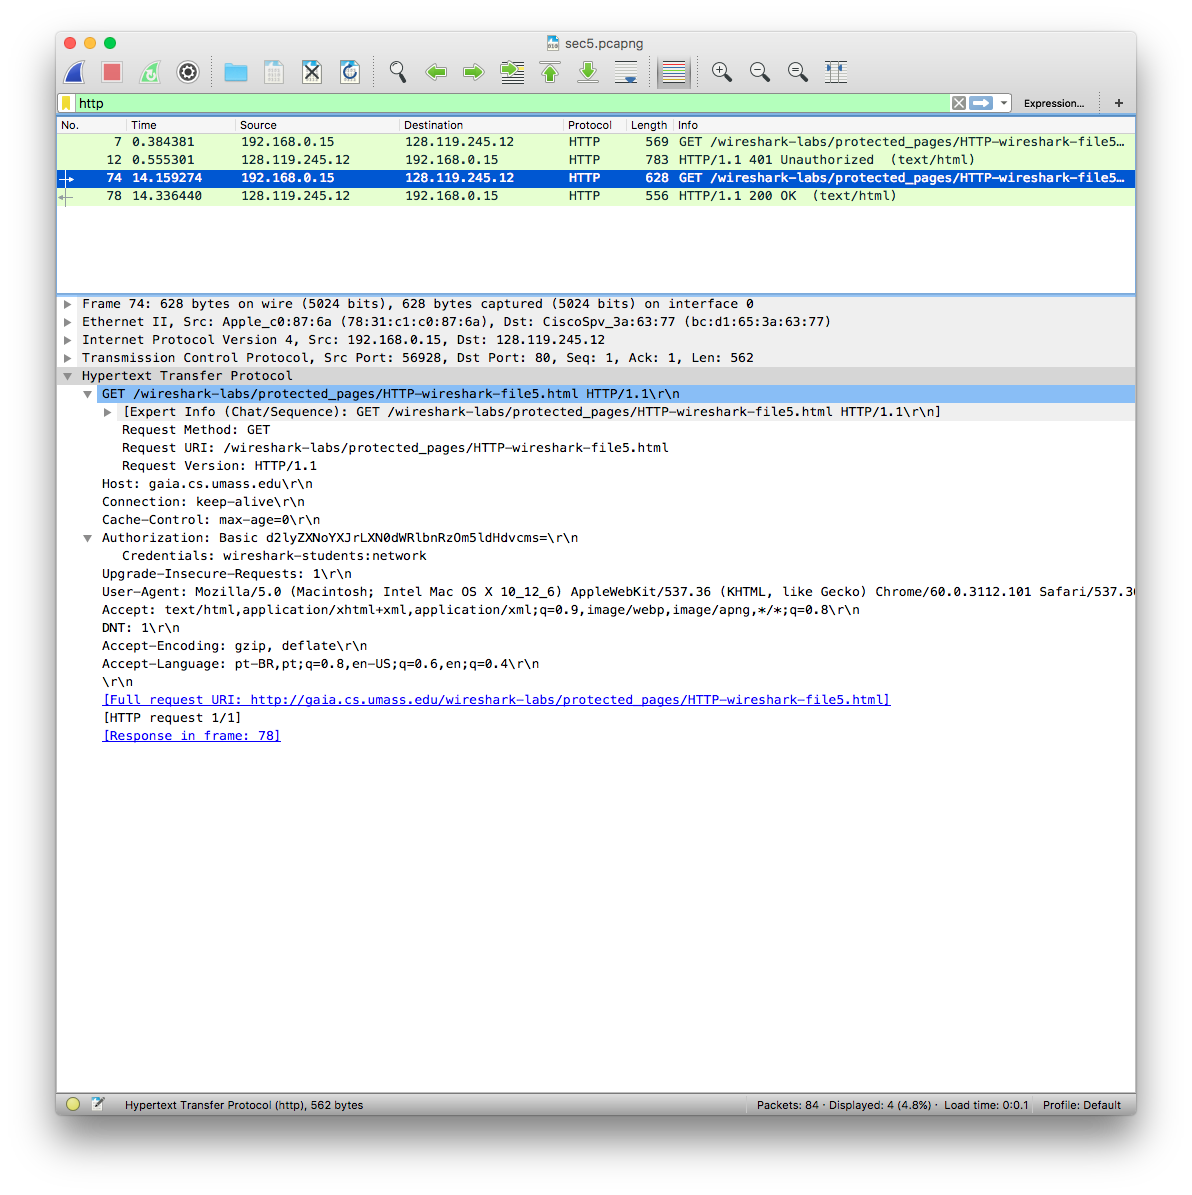 sec5.pcapng
http
Expression...
+
No. Time Source Destination Protocol Length Info
7 0.384381 192.168.0.15 128.119.245.12 HTTP 569 GET /wireshark-labs/protected_pages/HTTP-wireshark-file5…
12 0.555301 128.119.245.12 192.168.0.15 HTTP 783 HTTP/1.1 401 Unauthorized (text/html)
74 14.159274 192.168.0.15 128.119.245.12 HTTP 628 GET /wireshark-labs/protected_pages/HTTP-wireshark-file5…
78 14.336440 128.119.245.12 192.168.0.15 HTTP 556 HTTP/1.1 200 OK (text/html)
Frame 74: 628 bytes on wire (5024 bits), 628 bytes captured (5024 bits) on interface 0
Ethernet II, Src: Apple_c0:87:6a (78:31:c1:c0:87:6a), Dst: CiscoSpv_3a:63:77 (bc:d1:65:3a:63:77)
Internet Protocol Version 4, Src: 192.168.0.15, Dst: 128.119.245.12
Transmission Control Protocol, Src Port: 56928, Dst Port: 80, Seq: 1, Ack: 1, Len: 562
Hypertext Transfer Protocol
GET /wireshark-labs/protected_pages/HTTP-wireshark-file5.html HTTP/1.1\r\n
[Expert Info (Chat/Sequence): GET /wireshark-labs/protected_pages/HTTP-wireshark-file5.html HTTP/1.1\r\n]
Request Method: GET
Request URI: /wireshark-labs/protected_pages/HTTP-wireshark-file5.html
Request Version: HTTP/1.1
Host: gaia.cs.umass.edu\r\n
Connection: keep-alive\r\n
Cache-Control: max-age=0\r\n
Authorization: Basic d2lyZXNoYXJrLXN0dWRlbnRzOm5ldHdvcms=\r\n
Credentials: wireshark-students:network
Upgrade-Insecure-Requests: 1\r\n
User-Agent: Mozilla/5.0 (Macintosh; Intel Mac OS X 10_12_6) AppleWebKit/537.36 (KHTML, like Gecko) Chrome/60.0.3112.101 Safari/537.36
Accept: text/html,application/xhtml+xml,application/xml;q=0.9,image/webp,image/apng,*/*;q=0.8\r\n
DNT: 1\r\n
Accept-Encoding: gzip, deflate\r\n
Accept-Language: pt-BR,pt;q=0.8,en-US;q=0.6,en;q=0.4\r\n
\r\n
[Full request URI: http://gaia.cs.umass.edu/wireshark-labs/protected_pages/HTTP-wireshark-file5.html]
[HTTP request 1/1]
[Response in frame: 78]
Hypertext Transfer Protocol (http), 562 bytes
Packets: 84 · Displayed: 4 (4.8%) · Load time: 0:0.1
Profile: Default